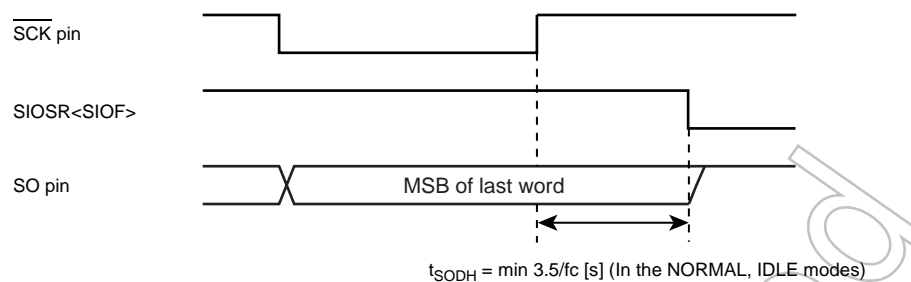 SCK pin
SIOSR<SIOF>
SO pin
MSB of last word
tSODH = min 3.5/fc [s] (In the NORMAL, IDLE modes)